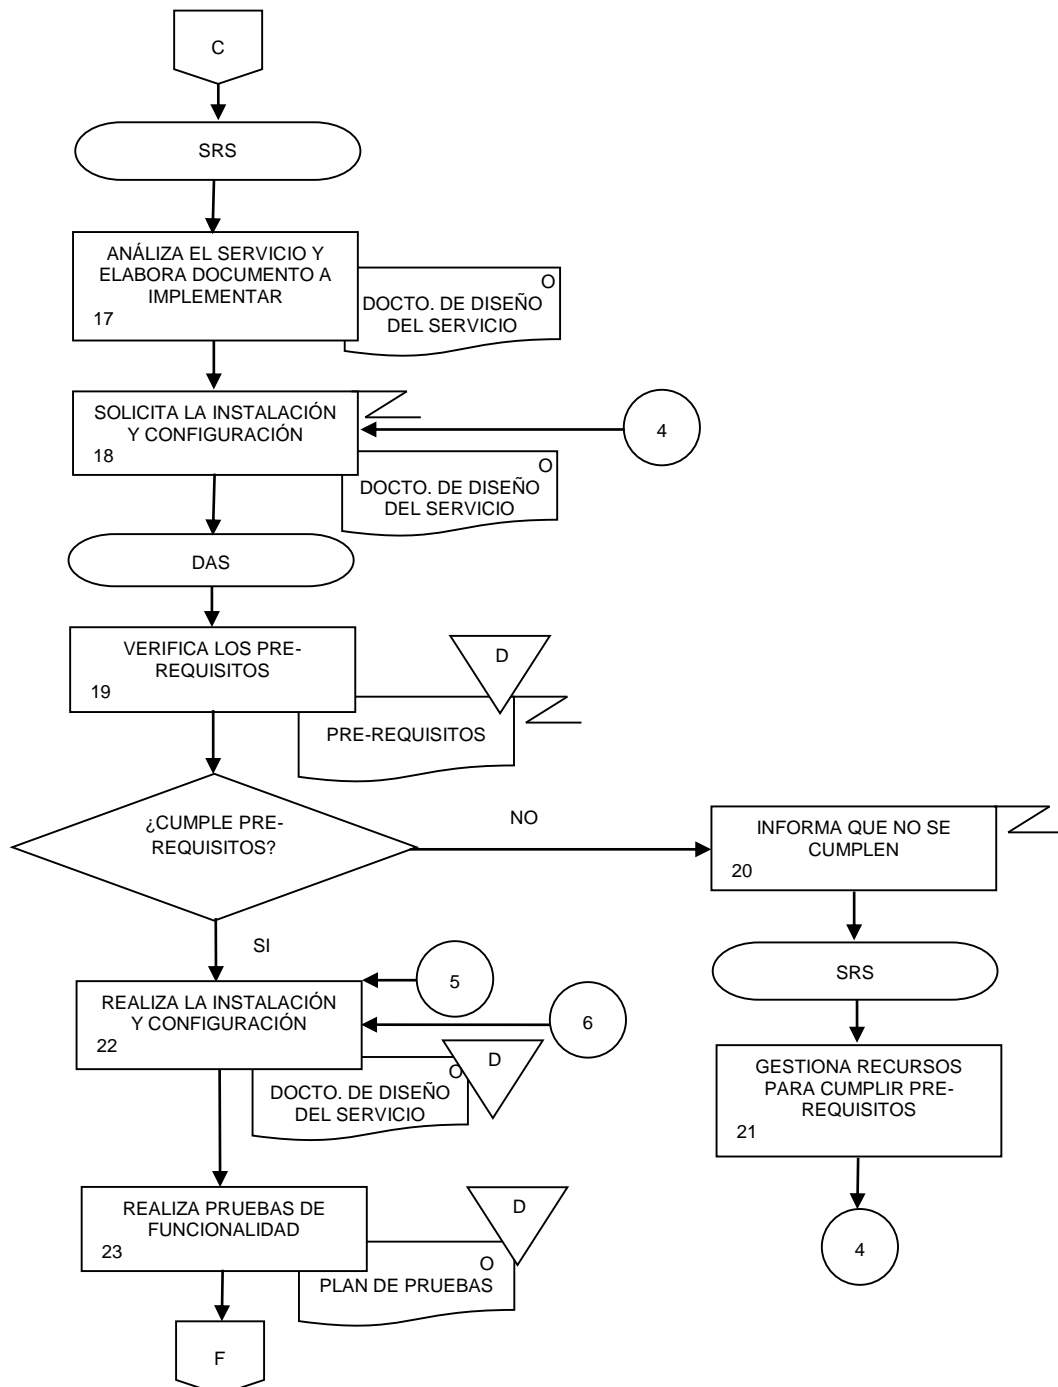 C
SRS
ANÁLIZA EL SERVICIO Y
ELABORA DOCUMENTO A
IMPLEMENTAR
17
O
DOCTO. DE DISEÑO
DEL SERVICIO
SOLICITA LA INSTALACIÓN
Y CONFIGURACIÓN
18
4
O
DOCTO. DE DISEÑO
DEL SERVICIO
DAS
VERIFICA LOS PRE-
REQUISITOS
19
D
PRE-REQUISITOS
¿CUMPLE PRE-
REQUISITOS?
NO
INFORMA QUE NO SE
CUMPLEN
20
SI
SRS
5
REALIZA LA INSTALACIÓN
Y CONFIGURACIÓN
22
6
D
O
DOCTO. DE DISEÑO
DEL SERVICIO
GESTIONA RECURSOS
PARA CUMPLIR PRE-
REQUISITOS
21
REALIZA PRUEBAS DE
FUNCIONALIDAD
23
D
O
PLAN DE PRUEBAS
4
F